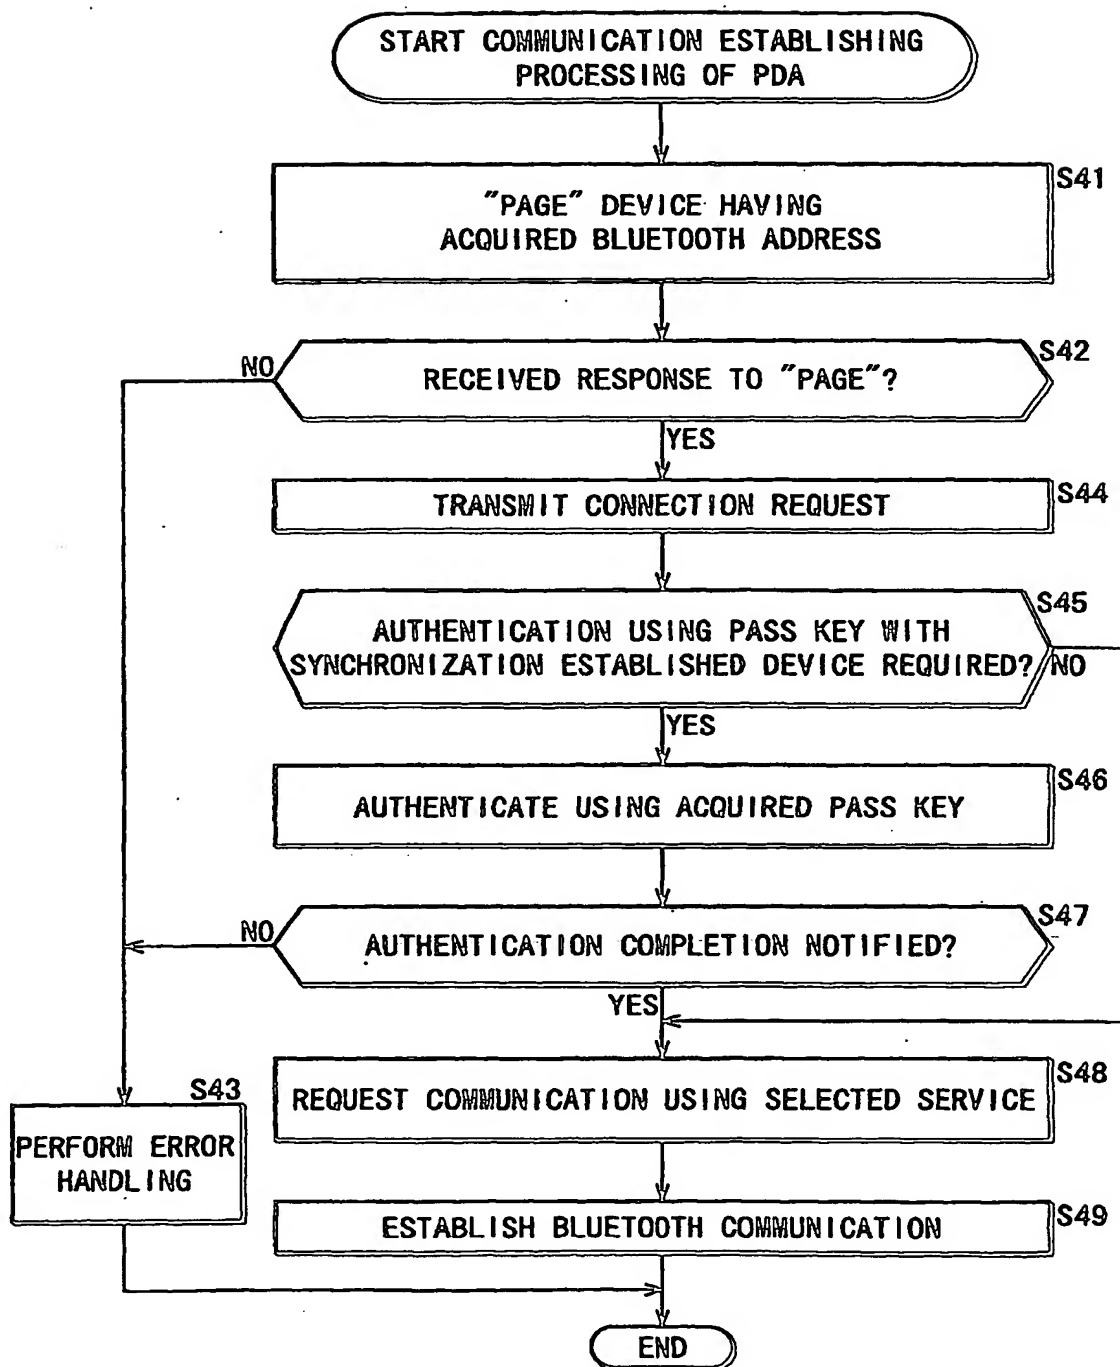 START COMMUNICATION ESTABLISHING
PROCESSING OF PDA
S41
"PAGE" DEVICE HAVING
ACQUIRED BLUETOOTH ADDRESS
S42
NO
RECEIVED RESPONSE TO "PAGE"?
YES
S44
TRANSMIT CONNECTION REQUEST
S45
AUTHENTICATION USING PASS KEY WITH
SYNCHRONIZATION ESTABLISHED DEVICE REQUIRED?
NO
YES
S46
AUTHENTICATE USING ACQUIRED PASS KEY
S47
NO
AUTHENTICATION COMPLETION NOTIFIED?
YES
S48
REQUEST COMMUNICATION USING SELECTED SERVICE
S43
PERFORM ERROR
HANDLING
S49
ESTABLISH BLUETOOTH COMMUNICATION
END